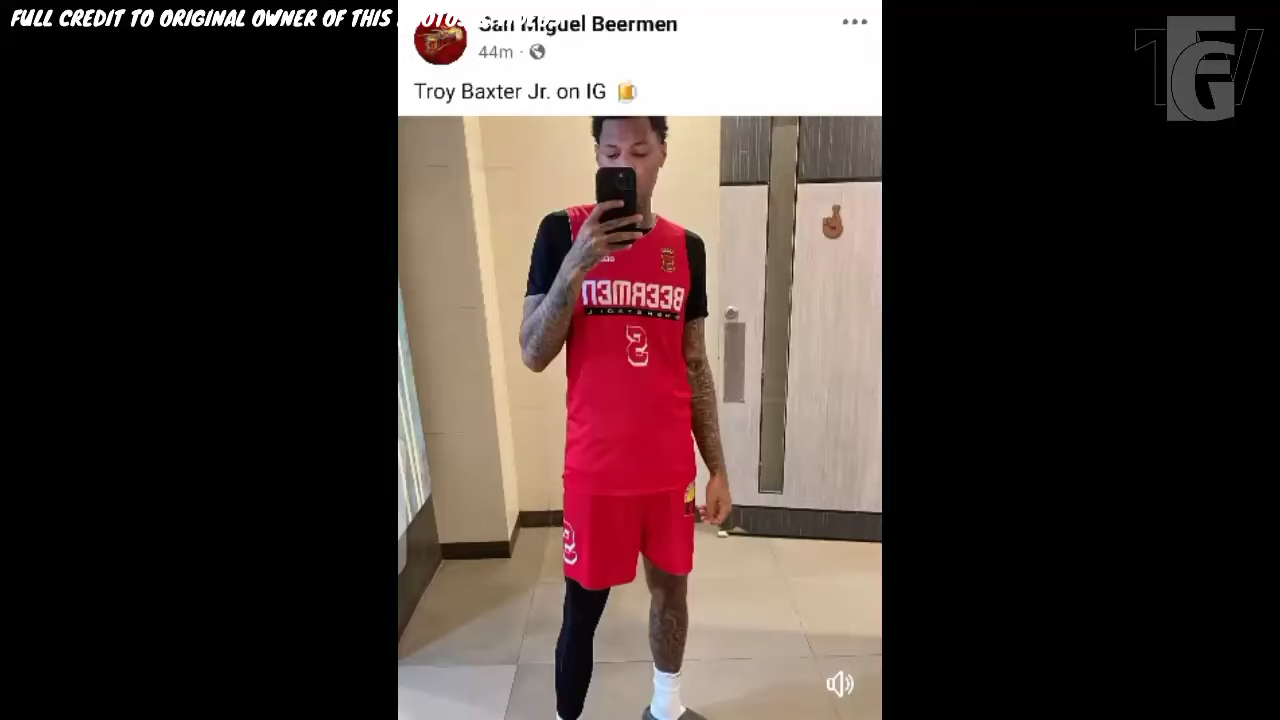 FULL CREDIT TO ORIGINAL OWNER OF THIS
San Miguel Beermen
44m ·
Troy Baxter Jr. on IG
BEERMEN
5